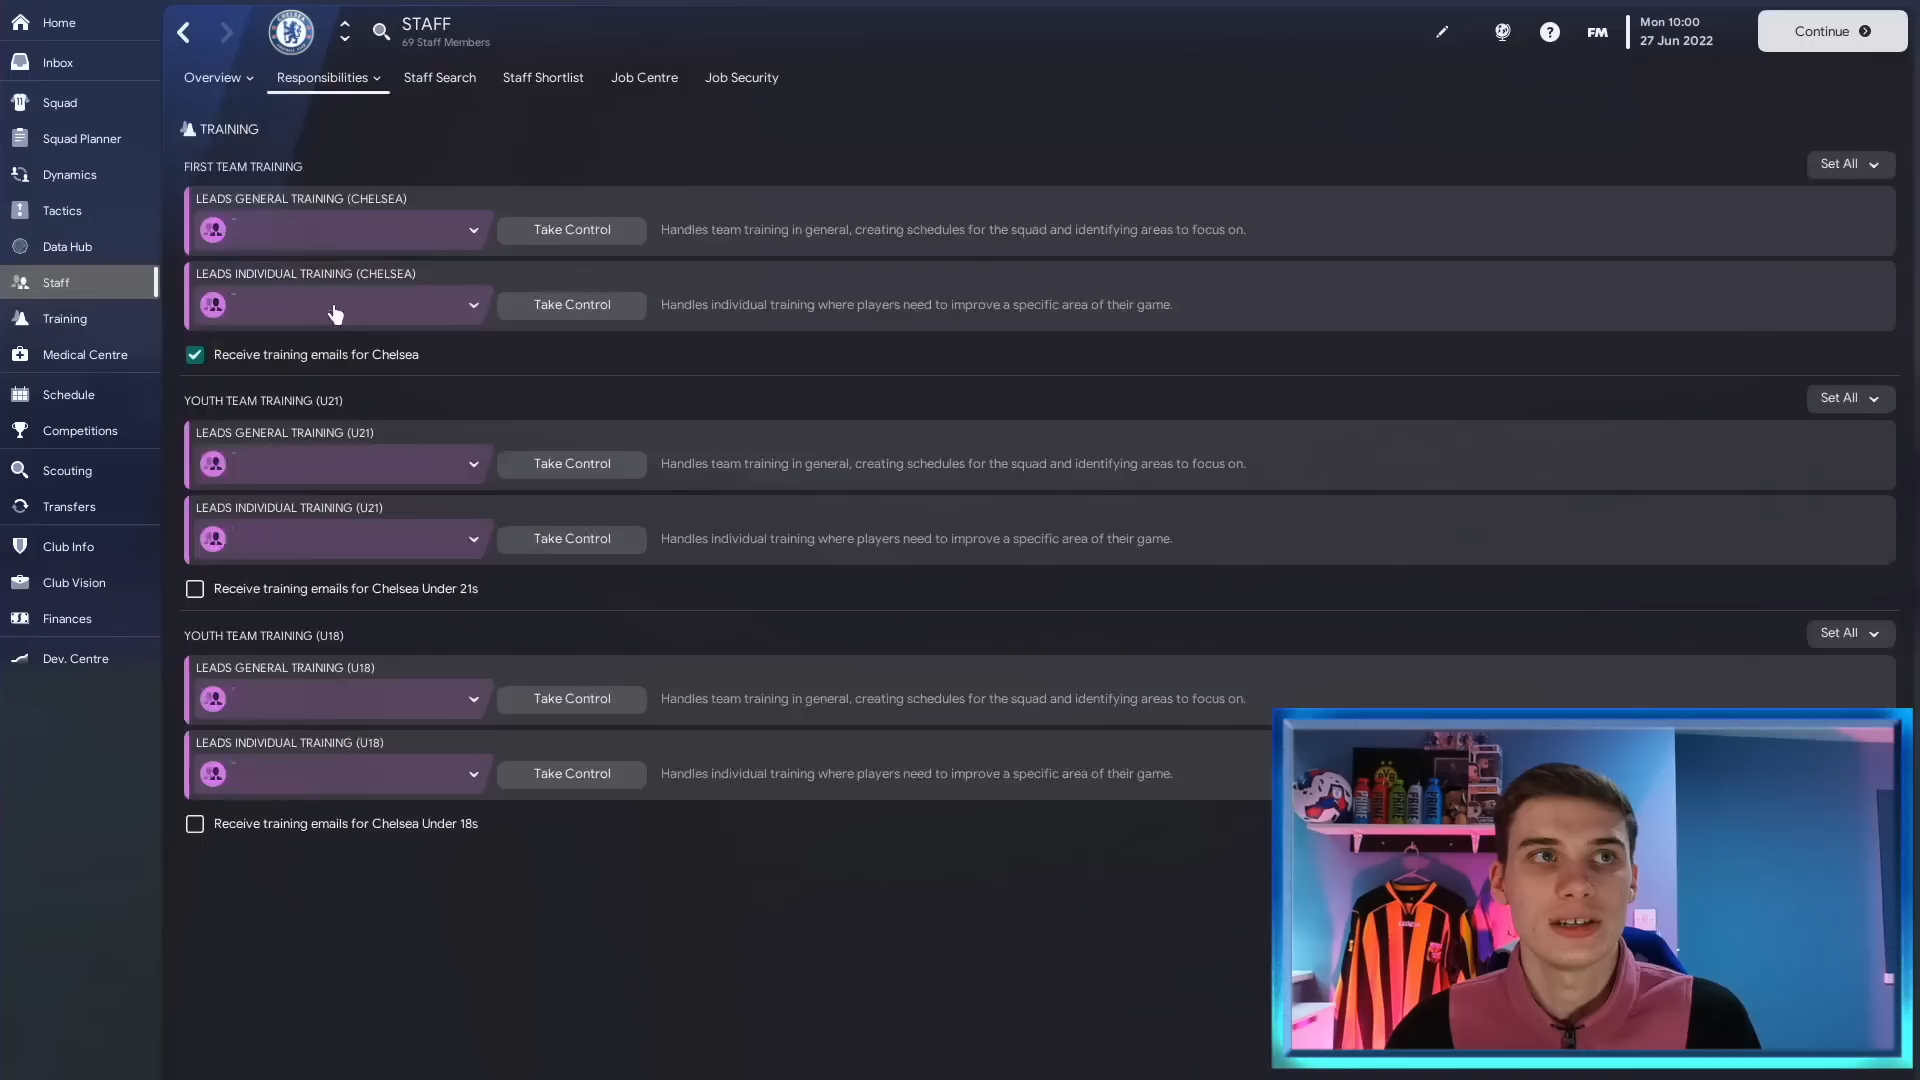 Home
Inbox
Squad
Squad Planner
Dynamics
Tactics
Data Hub
Staff
Training
Medical Centre
Schedule
Competitions
Scouting
Transfers
Club Info
Club Vision
Finances
Dev. Centre
STAFF
69 Staff Members
FM
Mon 10:00
27 Jun 2022
Continue
Overview Responsibilities Staff Search Staff Shortlist Job Centre Job Security
TRAINING
FIRST TEAM TRAINING Set All
LEADS GENERAL TRAINING (CHELSEA)
Take Control Handles team training in general, creating schedules for the squad and identifying areas to focus on.
LEADS INDIVIDUAL TRAINING (CHELSEA)
Take Control Handles individual training where players need to improve a specific area of their game.
Receive training emails for Chelsea
YOUTH TEAM TRAINING (U21) Set All
LEADS GENERAL TRAINING (U21)
Take Control Handles team training in general, creating schedules for the squad and identifying areas to focus on.
LEADS INDIVIDUAL TRAINING (U21)
Take Control Handles individual training where players need to improve a specific area of their game.
Receive training emails for Chelsea Under 21s
YOUTH TEAM TRAINING (U18) Set All
LEADS GENERAL TRAINING (U18)
Take Control Handles team training in general, creating schedules for the squad and identifying areas to focus on.
LEADS INDIVIDUAL TRAINING (U18)
Take Control Handles individual training where players need to improve a specific area of their game.
Receive training emails for Chelsea Under 18s
BVB
PRIME
PRIME